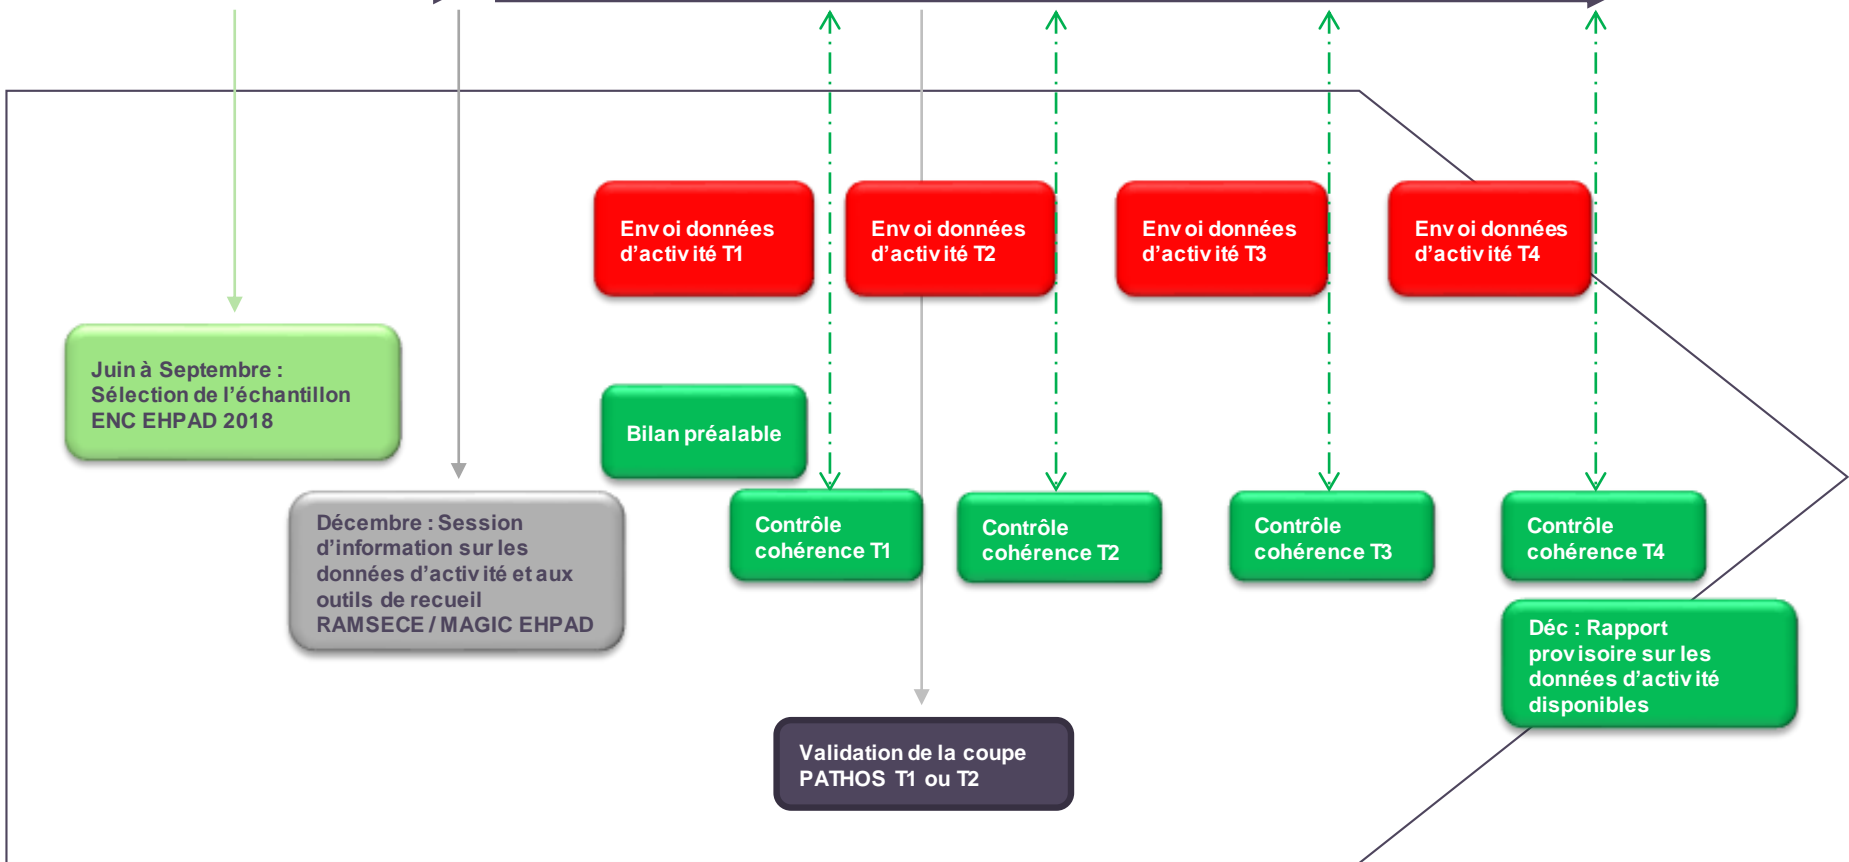 Envoi données
d’activité T1
Envoi données
d’activité T2
Envoi données
d’activité T3
Envoi données
d’activité T4
Juin à Septembre :
Sélection de l’échantillon
ENC EHPAD 2018
Bilan préalable
Décembre : Session
d’information sur les
données d’activité et aux
outils de recueil
RAMSECE / MAGIC EHPAD
Contrôle
cohérence T1
Contrôle
cohérence T2
Contrôle
cohérence T3
Contrôle
cohérence T4
Déc : Rapport
provisoire sur les
données d’activité
disponibles
Validation de la coupe
PATHOS T1 ou T2